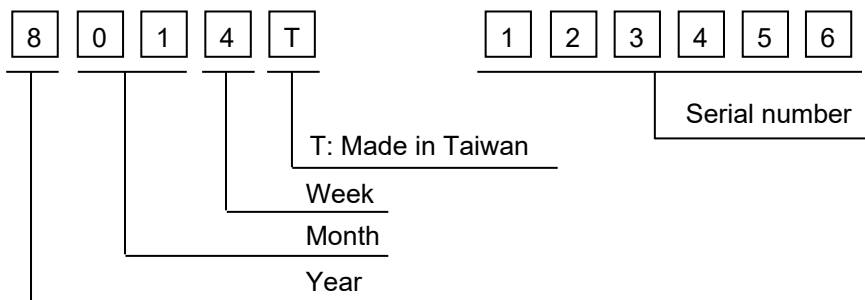 8 0 1 4 T 1 2 3 4 5 6
Serial number
T: Made in Taiwan
Week
Month
Year